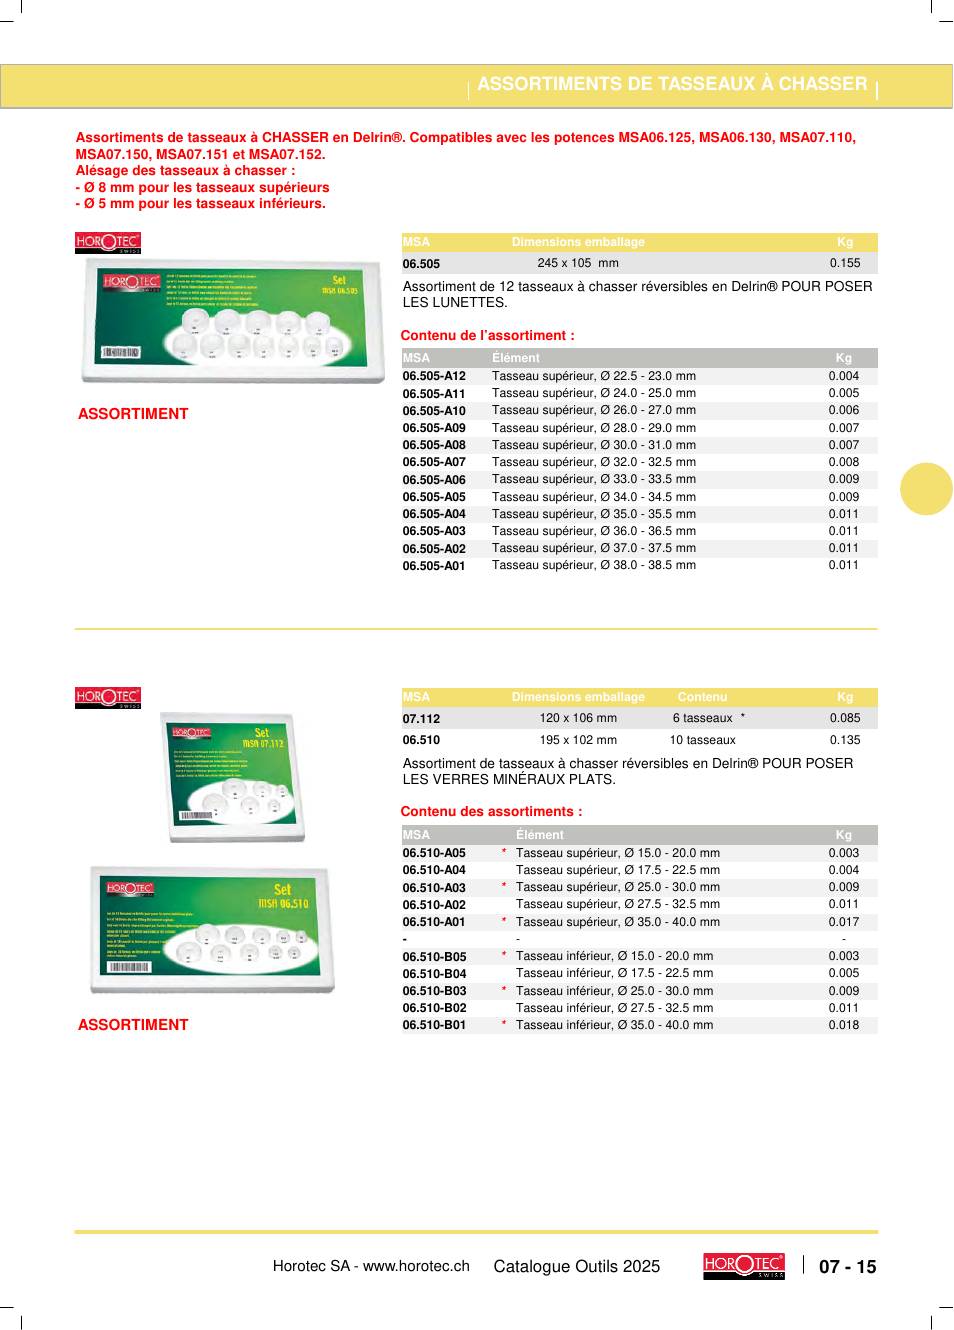 ASSORTIMENTS DE TASSEAUX À CHASSER
Assortiments de tasseaux à CHASSER en Delrin®. Compatibles avec les potences MSA06.125, MSA06.130, MSA07.110,
MSA07.150, MSA07.151 et MSA07.152.
Alésage des tasseaux à chasser :
- Ø 8 mm pour les tasseaux supérieurs
- Ø 5 mm pour les tasseaux inférieurs.
HOROTEC®
SWISS
HOROTEC
Set
MSA 06.505
ASSORTIMENT
MSA Dimensions emballage Kg
06.505 245 x 105 mm 0.155
Assortiment de 12 tasseaux à chasser réversibles en Delrin® POUR POSER
LES LUNETTES.
Contenu de l'assortiment :
MSA Élément Kg
06.505-A12 Tasseau supérieur, Ø 22.5 - 23.0 mm 0.004
06.505-A11 Tasseau supérieur, Ø 24.0 - 25.0 mm 0.005
06.505-A10 Tasseau supérieur, Ø 26.0 - 27.0 mm 0.006
06.505-A09 Tasseau supérieur, Ø 28.0 - 29.0 mm 0.007
06.505-A08 Tasseau supérieur, Ø 30.0 - 31.0 mm 0.007
06.505-A07 Tasseau supérieur, Ø 32.0 - 32.5 mm 0.008
06.505-A06 Tasseau supérieur, Ø 33.0 - 33.5 mm 0.009
06.505-A05 Tasseau supérieur, Ø 34.0 - 34.5 mm 0.009
06.505-A04 Tasseau supérieur, Ø 35.0 - 35.5 mm 0.011
06.505-A03 Tasseau supérieur, Ø 36.0 - 36.5 mm 0.011
06.505-A02 Tasseau supérieur, Ø 37.0 - 37.5 mm 0.011
06.505-A01 Tasseau supérieur, Ø 38.0 - 38.5 mm 0.011
HOROTEC®
SWISS
HOROTEC
Set
MSA 07.112
HOROTEC
Set
MSA 06.510
ASSORTIMENT
MSA Dimensions emballage Contenu Kg
07.112 120 x 106 mm 6 tasseaux * 0.085
06.510 195 x 102 mm 10 tasseaux 0.135
Assortiment de tasseaux à chasser réversibles en Delrin® POUR POSER
LES VERRES MINÉRAUX PLATS.
Contenu des assortiments :
MSA Élément Kg
06.510-A05 * Tasseau supérieur, Ø 15.0 - 20.0 mm 0.003
06.510-A04 Tasseau supérieur, Ø 17.5 - 22.5 mm 0.004
06.510-A03 * Tasseau supérieur, Ø 25.0 - 30.0 mm 0.009
06.510-A02 Tasseau supérieur, Ø 27.5 - 32.5 mm 0.011
06.510-A01 * Tasseau supérieur, Ø 35.0 - 40.0 mm 0.017
- - -
06.510-B05 * Tasseau inférieur, Ø 15.0 - 20.0 mm 0.003
06.510-B04 Tasseau inférieur, Ø 17.5 - 22.5 mm 0.005
06.510-B03 * Tasseau inférieur, Ø 25.0 - 30.0 mm 0.009
06.510-B02 Tasseau inférieur, Ø 27.5 - 32.5 mm 0.011
06.510-B01 * Tasseau inférieur, Ø 35.0 - 40.0 mm 0.018
Horotec SA - www.horotec.ch Catalogue Outils 2025 HOROTEC® SWISS 07 - 15